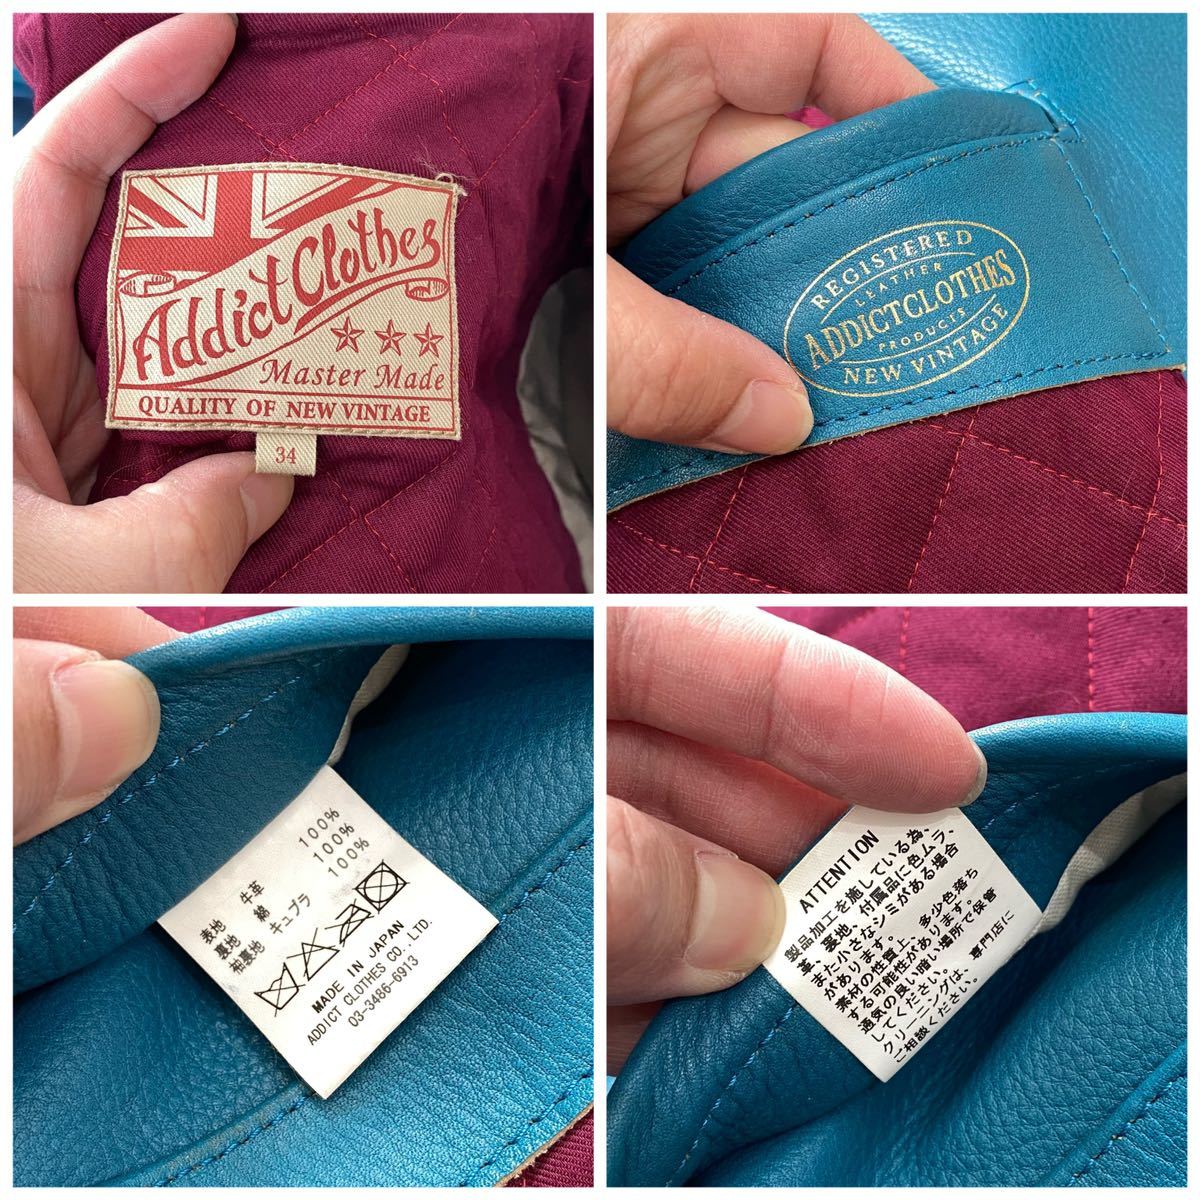 Addict Clothes
Master Made
QUALITY OF NEW VINTAGE
34
REGISTERED
LEATHER
ADDICTCLOTHES
PRODUCTS
NEW VINTAGE
表地 牛革 100%
裏地 綿 100%
袖裏地 キュプラ 100%
MADE IN JAPAN
ADDICT CLOTHES CO.,LTD.
03-3486-6913
ATTENTION
製品加工を施している為、
革、裏地、付属品に色ムラ、
また小さなシミがある場合
があります。
素材の性質上、多少色落ち
する可能性があります。
通気の良い暗い場所で保管
してください。
クリーニングは、専門店に
ご相談ください。